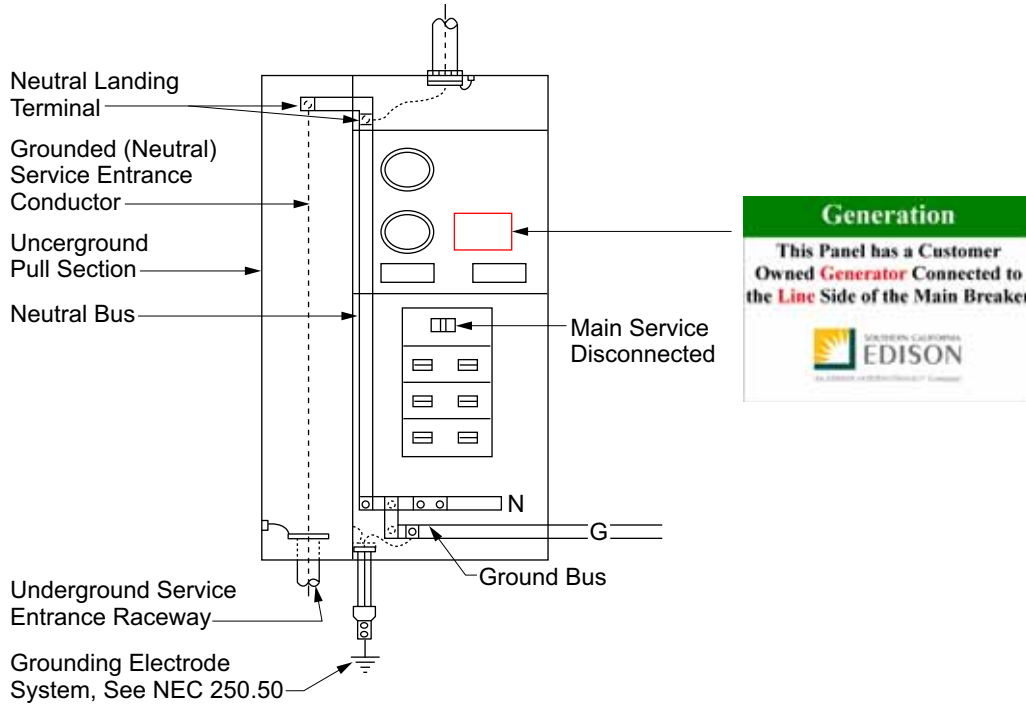 Neutral Landing
Terminal
Grounded (Neutral)
Service Entrance
Conductor
Uncerground
Pull Section
Neutral Bus
Underground Service
Entrance Raceway
Grounding Electrode
System, See NEC 250.50
Main Service
Disconnected
N
G
Ground Bus
Generation
This Panel has a Customer
Owned Generator Connected to
the Line Side of the Main Breaker
SOUTHERN CALIFORNIA
EDISON